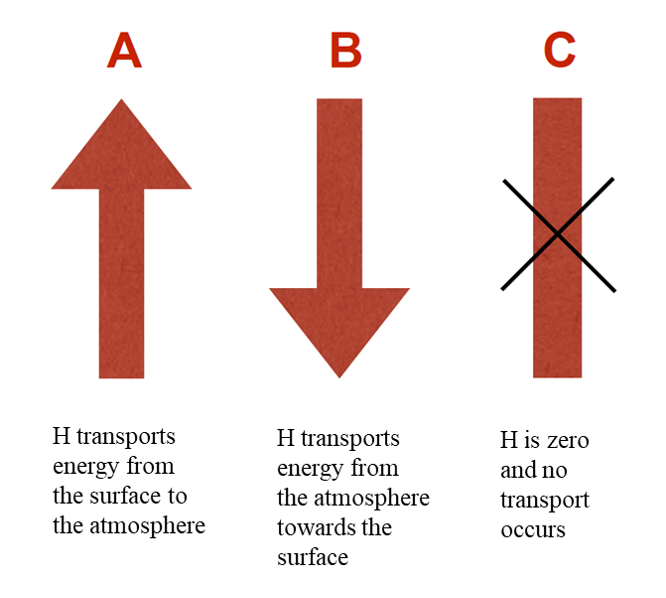 A
B
C
H transports
energy from
the surface to
the atmosphere
H transports
energy from
the atmosphere
towards the
surface
H is zero
and no
transport
occurs